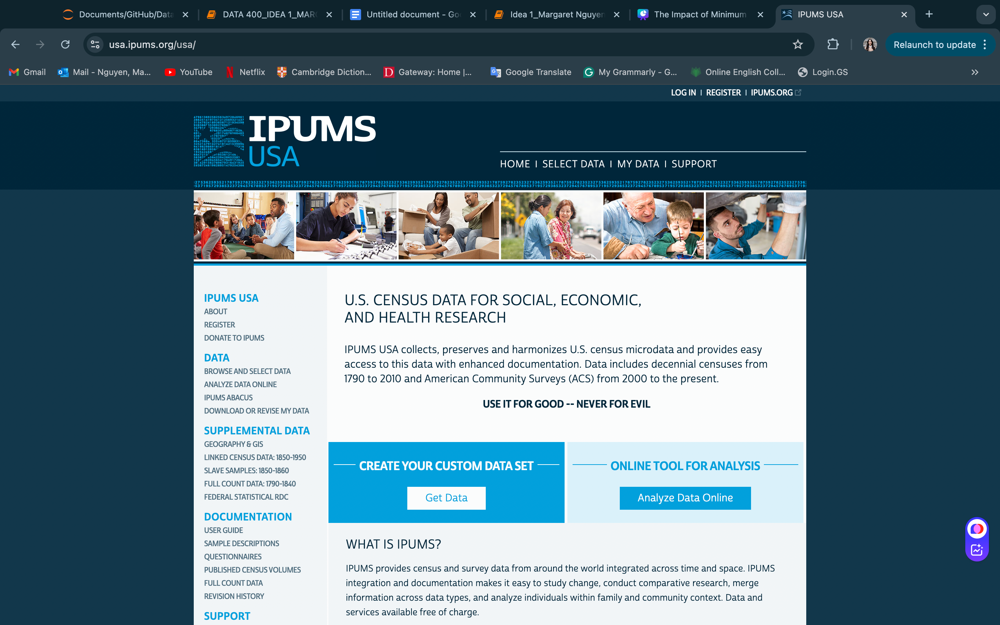 Documents/GitHub/Data
DATA 400_IDEA 1_MARG
Untitled document - Goo
Idea 1_Margaret Nguyen
The Impact of Minimum
IPUMS USA
usa.ipums.org/usa/
Relaunch to update
Gmail
Mail - Nguyen, Ma...
YouTube
Netflix
Cambridge Diction...
Gateway: Home |...
Google Translate
My Grammarly - G...
Online English Coll...
Login.GS
LOG IN | REGISTER | IPUMS.ORG
IPUMS
USA
HOME | SELECT DATA | MY DATA | SUPPORT
IPUMS USA
ABOUT
REGISTER
DONATE TO IPUMS
DATA
BROWSE AND SELECT DATA
ANALYZE DATA ONLINE
IPUMS ABACUS
DOWNLOAD OR REVISE MY DATA
SUPPLEMENTAL DATA
GEOGRAPHY & GIS
LINKED CENSUS DATA: 1850-1950
SLAVE SAMPLES: 1850-1860
FULL COUNT DATA: 1790-1840
FEDERAL STATISTICAL RDC
DOCUMENTATION
USER GUIDE
SAMPLE DESCRIPTIONS
QUESTIONNAIRES
PUBLISHED CENSUS VOLUMES
FULL COUNT DATA
REVISION HISTORY
SUPPORT
U.S. CENSUS DATA FOR SOCIAL, ECONOMIC,
AND HEALTH RESEARCH
IPUMS USA collects, preserves and harmonizes U.S. census microdata and provides easy
access to this data with enhanced documentation. Data includes decennial censuses from
1790 to 2010 and American Community Surveys (ACS) from 2000 to the present.
USE IT FOR GOOD -- NEVER FOR EVIL
CREATE YOUR CUSTOM DATA SET
Get Data
ONLINE TOOL FOR ANALYSIS
Analyze Data Online
WHAT IS IPUMS?
IPUMS provides census and survey data from around the world integrated across time and space. IPUMS
integration and documentation makes it easy to study change, conduct comparative research, merge
information across data types, and analyze individuals within family and community context. Data and
services available free of charge.